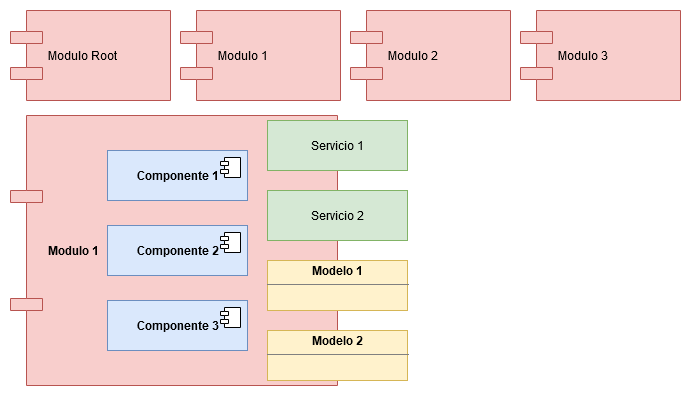 Modulo Root
Modulo 1
Modulo 2
Modulo 3
Servicio 1
Componente 1
Servicio 2
Modulo 1
Componente 2
Modelo 1
Componente 3
Modelo 2